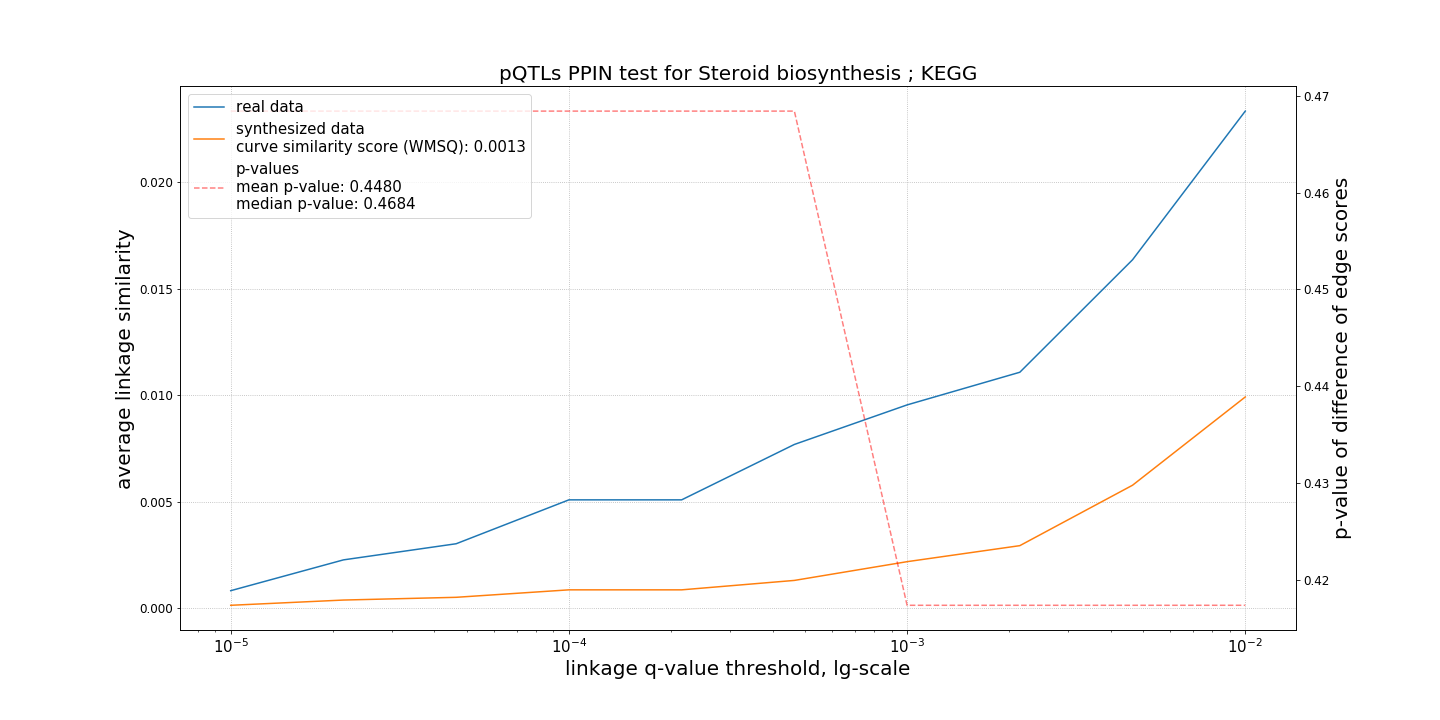 pQTLs PPIN test for Steroid biosynthesis ; KEGG
real data
synthesized data
curve similarity score (WMSQ): 0.0013
p-values
mean p-value: 0.4480
median p-value: 0.4684
average linkage similarity
0.020
0.015
0.010
0.005
0.000
0.47
0.46
0.45
0.44
0.43
0.42
p-value of difference of edge scores
10⁻⁵ 10⁻⁴ 10⁻³ 10⁻²
linkage q-value threshold, lg-scale